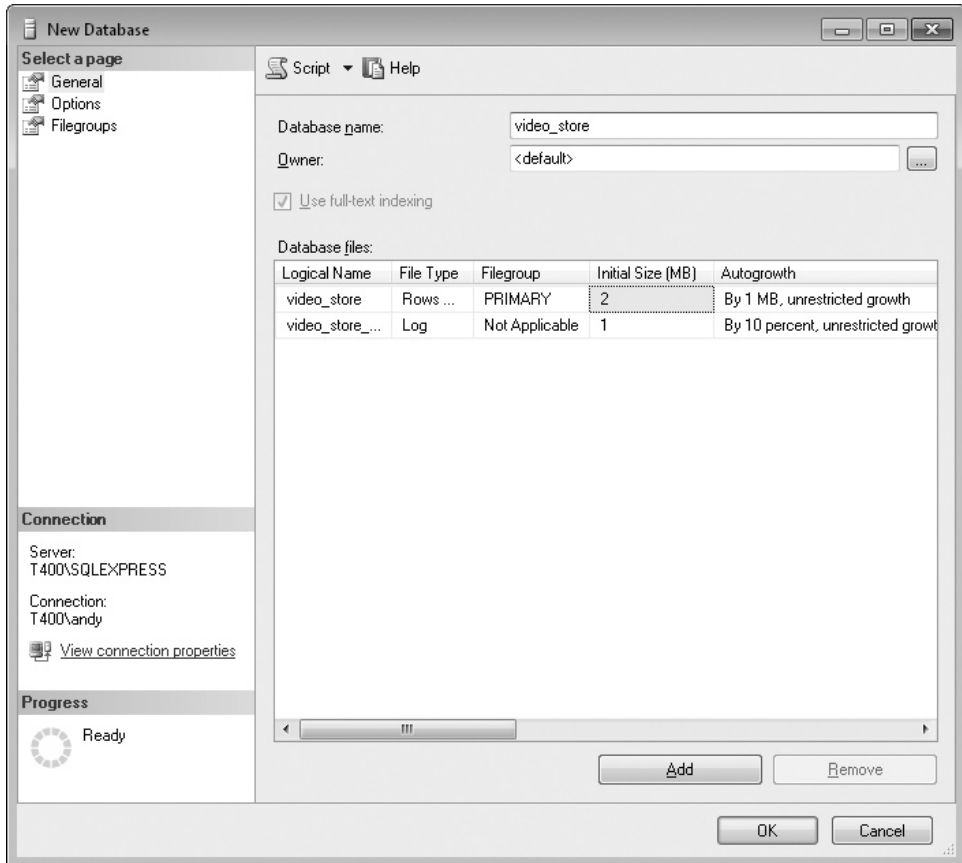 New Database
Select a page
General
Options
Filegroups
Script
Help
Database name:
video_store
Owner:
<default>
...
Use full-text indexing
Database files:
Logical Name File Type Filegroup Initial Size (MB) Autogrowth
video_store Rows ... PRIMARY 2 By 1 MB, unrestricted growth
video_store_... Log Not Applicable 1 By 10 percent, unrestricted growt
Connection
Server:
T400\SQLEXPRESS
Connection:
T400\andy
View connection properties
Progress
Ready
Add
Remove
OK
Cancel